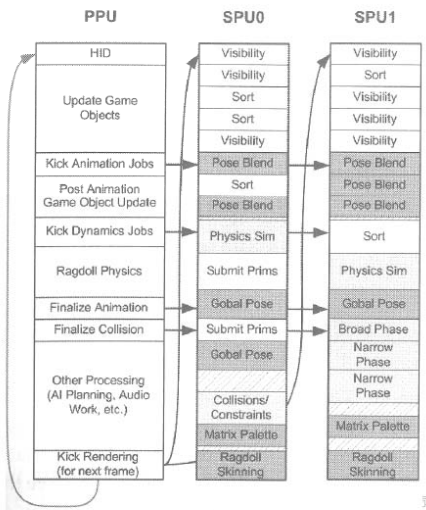 PPU
SPU0
SPU1
HID
Update Game
Objects
Kick Animation Jobs
Post Animation
Game Object Update
Kick Dynamics Jobs
Ragdoll Physics
Finalize Animation
Finalize Collision
Other Processing
(AI Planning, Audio
Work, etc.)
Kick Rendering
(for next frame)
Visibility
Visibility
Sort
Sort
Visibility
Pose Blend
Sort
Pose Blend
Physics Sim
Submit Prims
Gobal Pose
Submit Prims
Gobal Pose
Collisions/
Constraints
Matrix Palette
Ragdoll
Skinning
Visibility
Sort
Visibility
Visibility
Visibility
Pose Blend
Pose Blend
Pose Blend
Sort
Physics Sim
Gobal Pose
Broad Phase
Narrow
Phase
Narrow
Phase
Matrix Palette
Ragdoll
Skinning